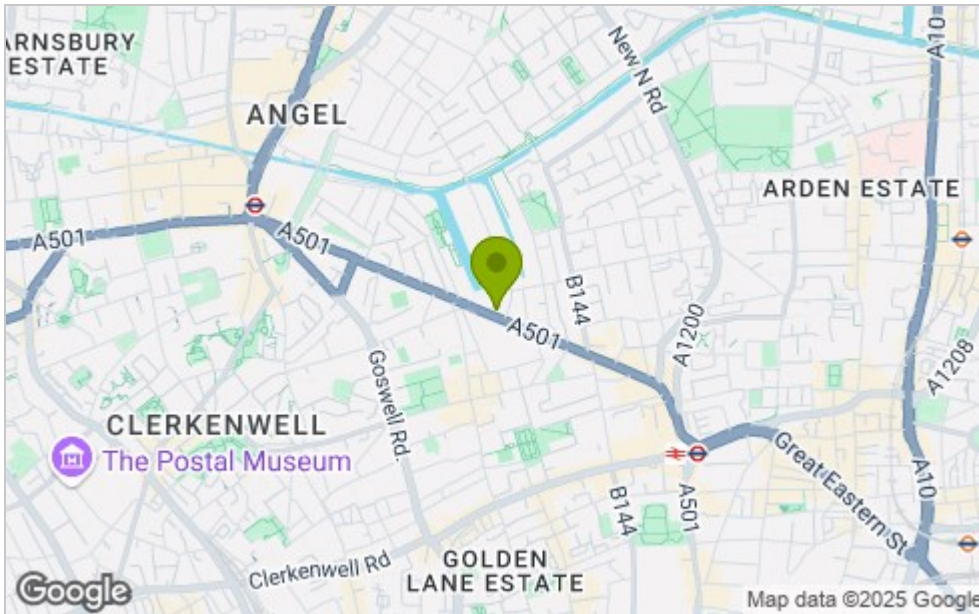 ARNSBURY
ESTATE
ANGEL
New N Rd
A10
A501
A501
ARDEN ESTATE
B144
A501
A1200
A1208
Goswell Rd.
CLERKENWELL
The Postal Museum
Great Eastern St
A10
B144
A501
Clerkenwell Rd
GOLDEN
LANE ESTATE
Google
Map data ©2025 Google